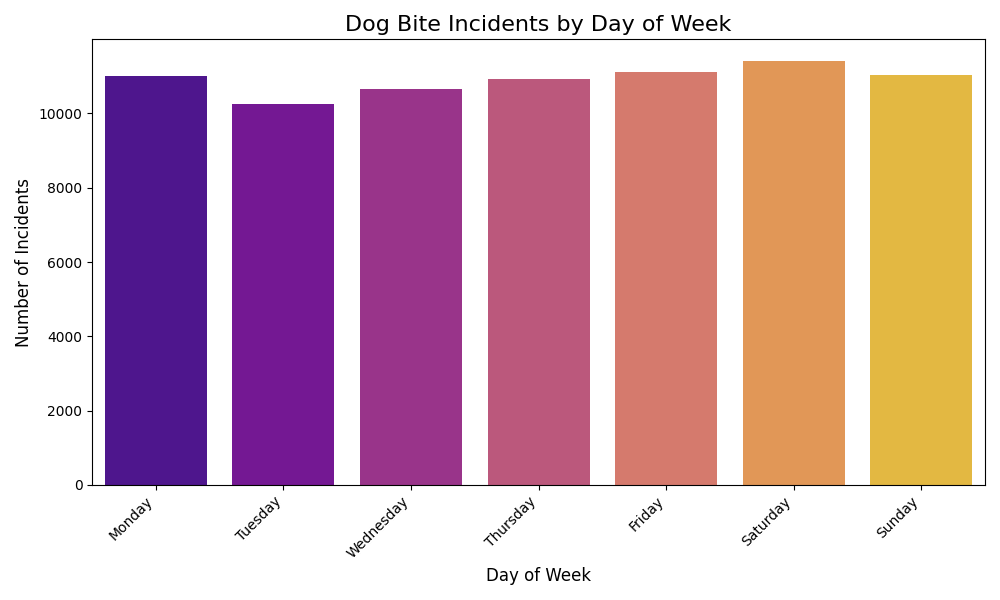 Dog Bite Incidents by Day of Week
Number of Incidents
10000
8000
6000
4000
2000
0
Monday
Tuesday
Wednesday
Thursday
Friday
Saturday
Sunday
Day of Week